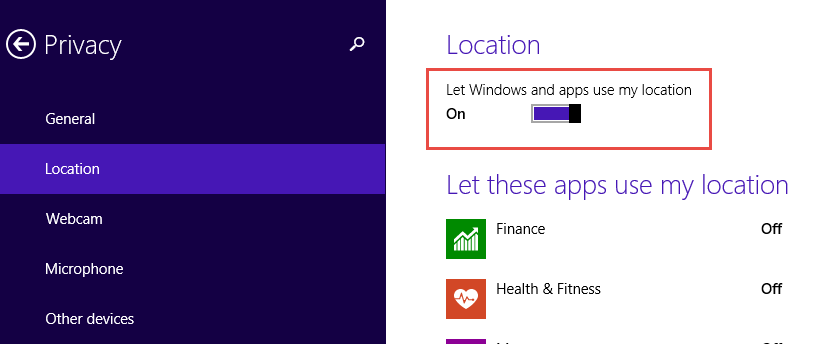 Privacy
General
Location
Webcam
Microphone
Other devices
Location
Let Windows and apps use my location
On
Let these apps use my location
Finance Off
Health & Fitness Off